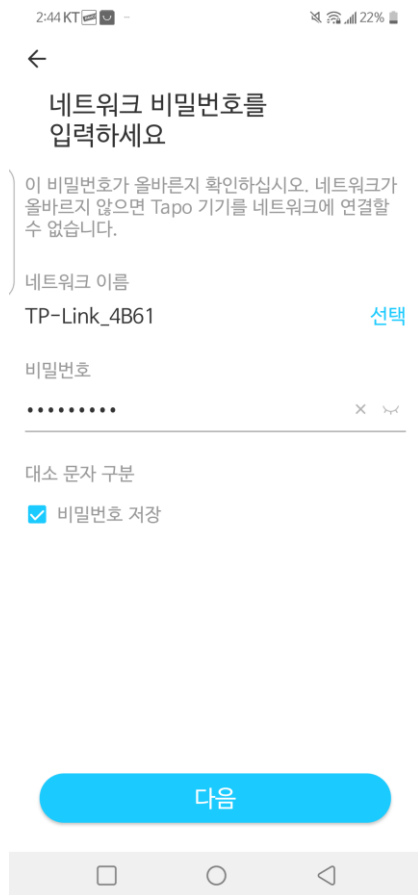 2:44 KT
22%
네트워크 비밀번호를
입력하세요
이 비밀번호가 올바른지 확인하십시오. 네트워크가
올바르지 않으면 Tapo 기기를 네트워크에 연결할
수 없습니다.
네트워크 이름
TP-Link_4B61 선택
비밀번호
•••••••••
대소 문자 구분
비밀번호 저장
다음